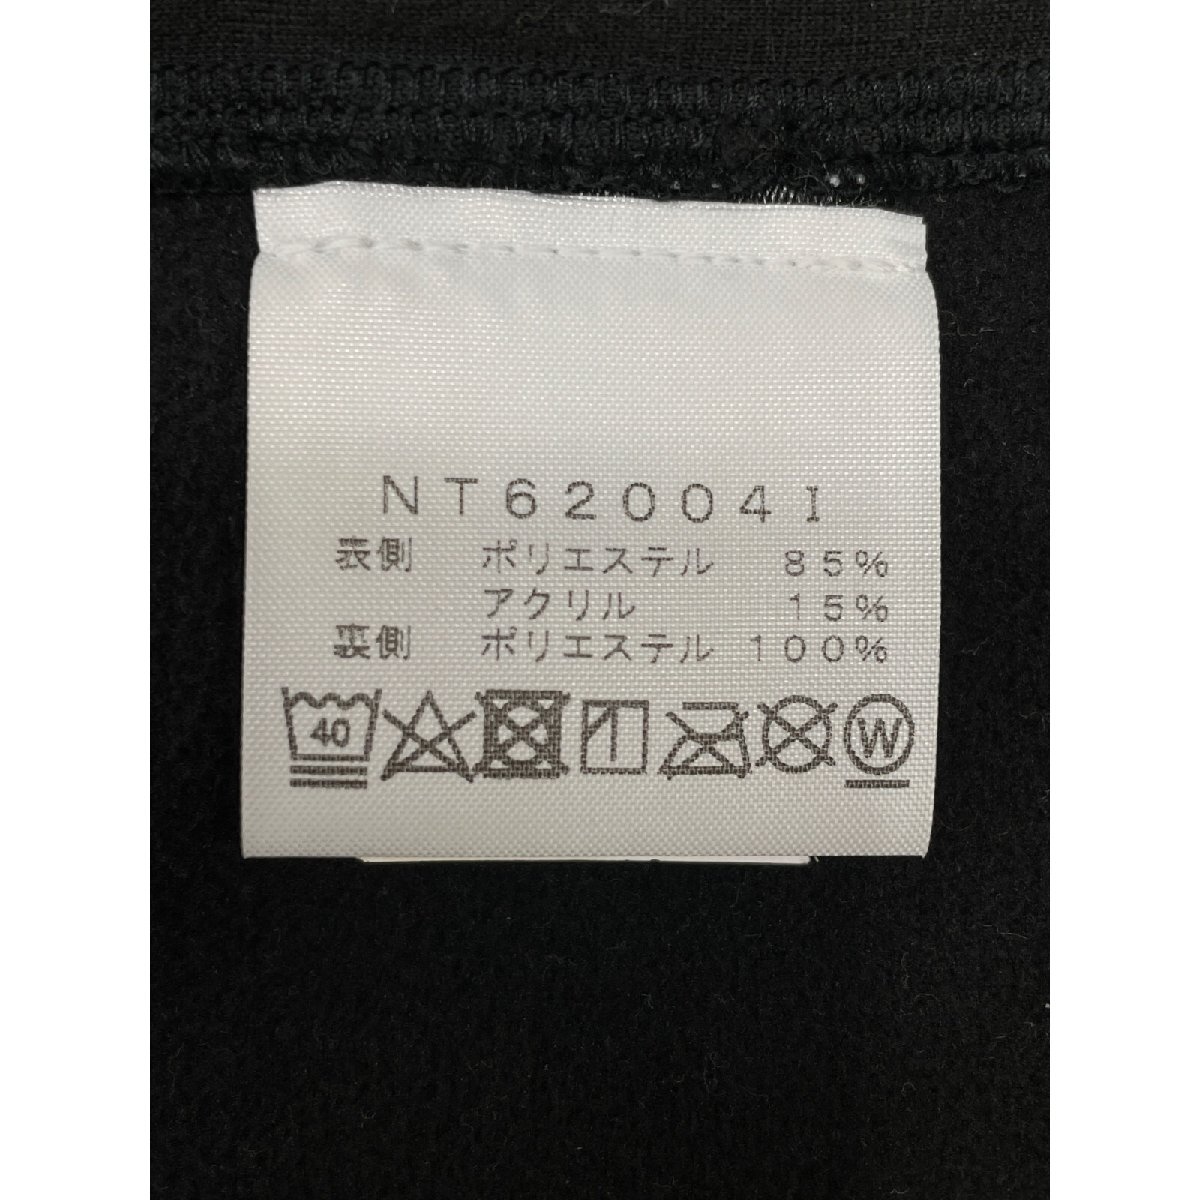 NT62004I
表側 ポリエステル 85%
アクリル 15%
裏側 ポリエステル 100%
40 W